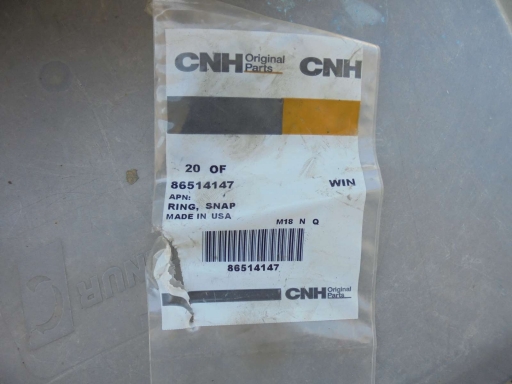 CNH Original Parts CNH
20 OF
86514147 WIN
APN:
RING, SNAP
MADE IN USA M18 N Q
86514147
CNH Original Parts